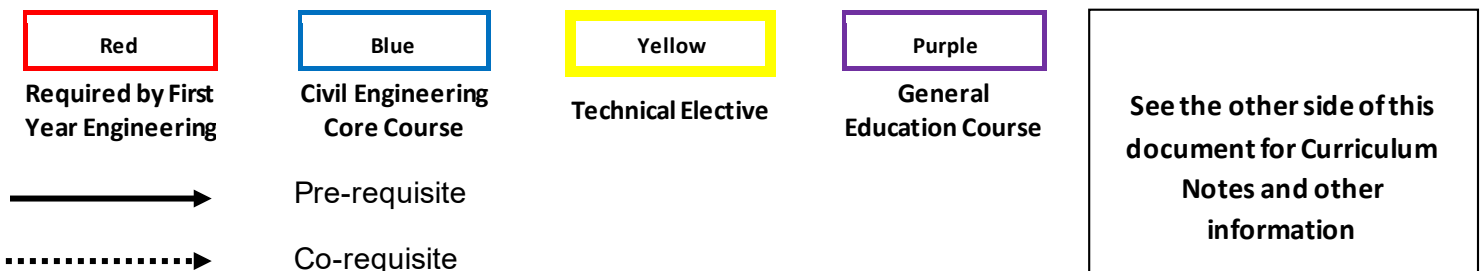 Red
Blue
Yellow
Purple
Required by First
Year Engineering
Civil Engineering
Core Course
Technical Elective
General
Education Course
See the other side of this
document for Curriculum
Notes and other
information
Pre-requisite
Co-requisite